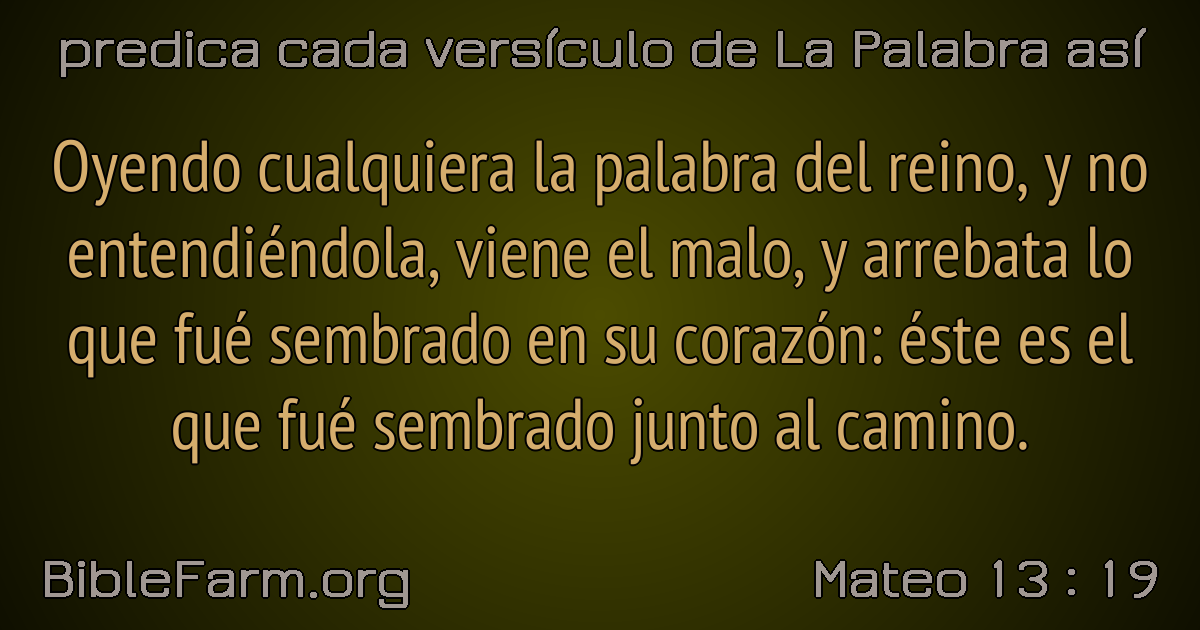 predica cada versículo de La Palabra así
Oyendo cualquiera la palabra del reino, y no
entendiéndola, viene el malo, y arrebata lo
que fué sembrado en su corazón: éste es el
que fué sembrado junto al camino.
BibleFarm.org
Mateo 13 : 19